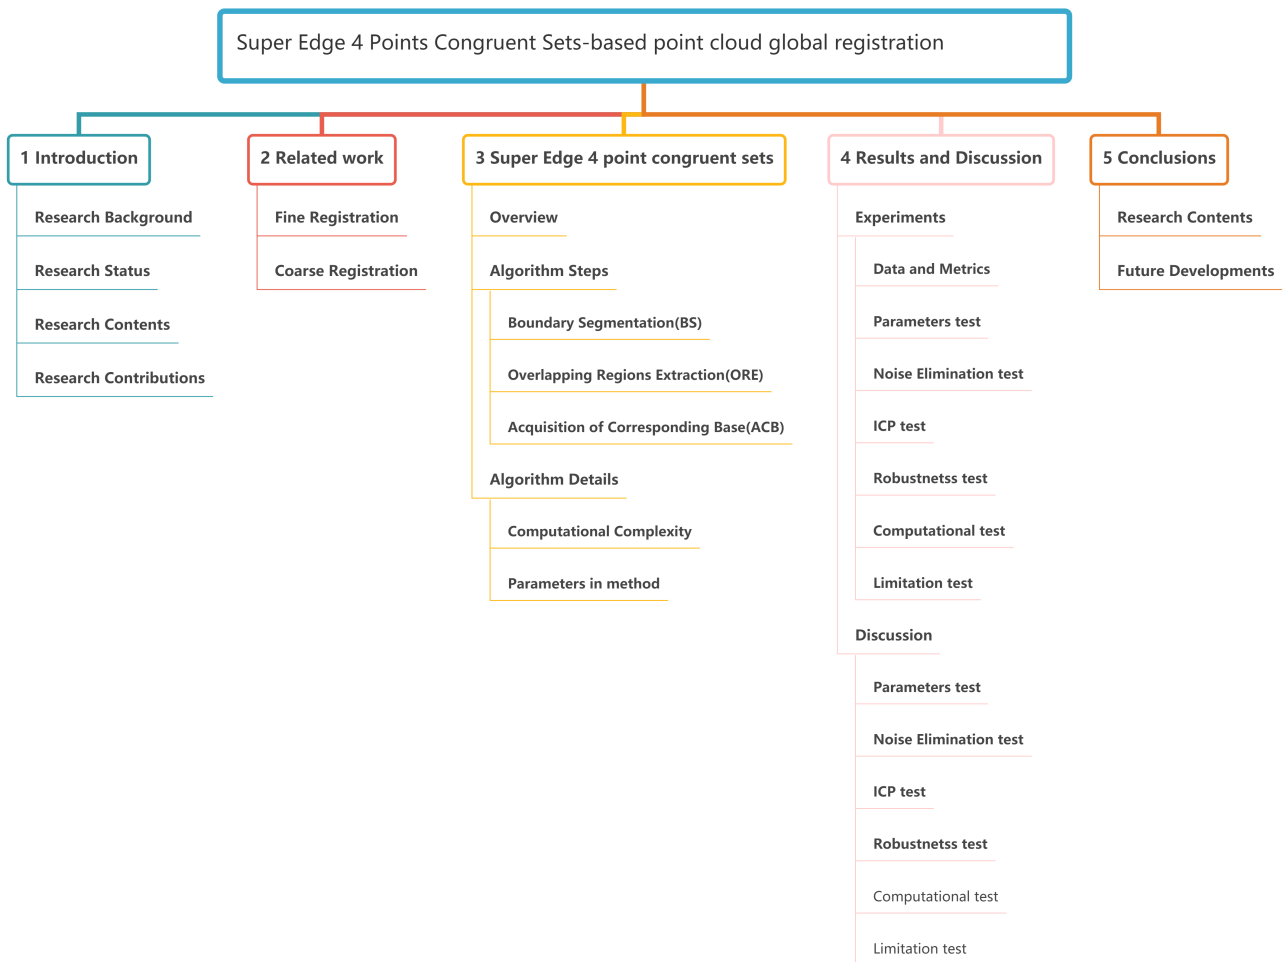 Super Edge 4 Points Congruent Sets-based point cloud global registration
1 Introduction
Research Background
Research Status
Research Contents
Research Contributions
2 Related work
Fine Registration
Coarse Registration
3 Super Edge 4 point congruent sets
Overview
Algorithm Steps
Boundary Segmentation(BS)
Overlapping Regions Extraction(ORE)
Acquisition of Corresponding Base(ACB)
Algorithm Details
Computational Complexity
Parameters in method
4 Results and Discussion
Experiments
Data and Metrics
Parameters test
Noise Elimination test
ICP test
Robustnetss test
Computational test
Limitation test
Discussion
Parameters test
Noise Elimination test
ICP test
Robustnetss test
Computational test
Limitation test
5 Conclusions
Research Contents
Future Developments